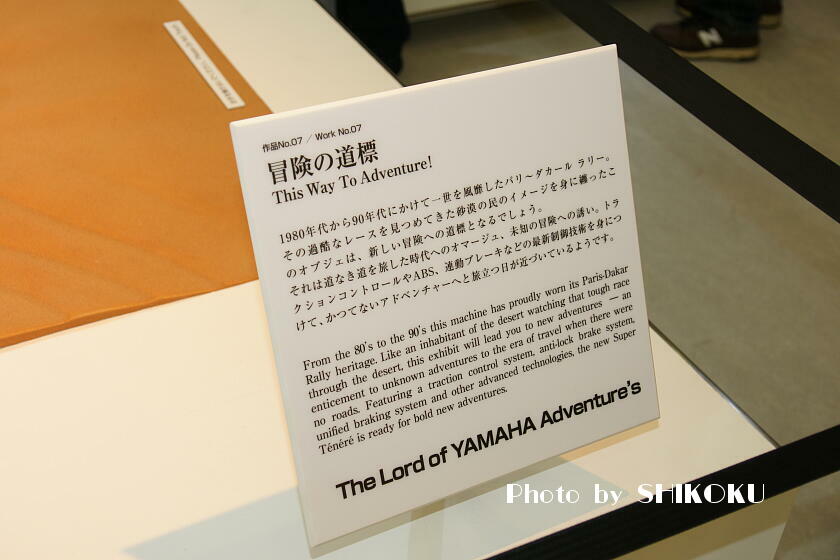 作品No.07 / Work No.07
冒険の道標
This Way To Adventure!
1980年代から90年代にかけて一世を風靡したパリ～ダカール ラリー。
その過酷なレースを見つめてきた砂漠の民のイメージを身に纏ったこ
のオブジェは、新しい冒険への道標となるでしょう。
それは道なき道を旅した時代へのオマージュ、未知の冒険への誘い。トラ
クションコントロールやABS、連動ブレーキなどの最新制御技術を身につ
けて、かつてないアドベンチャーへと旅立つ日が近づいているようです。
From the 80's to the 90's this machine has proudly worn its Paris-Dakar
Rally heritage. Like an inhabitant of the desert watching that tough race
through the desert, this exhibit will lead you to new adventures — an
enticement to unknown adventures to the era of travel when there were
no roads. Featuring a traction control system, anti-lock brake system,
unified braking system and other advanced technologies, the new Super
Ténéré is ready for bold new adventures.
The Lord of YAMAHA Adventure's
Photo by SHIKOKU
N